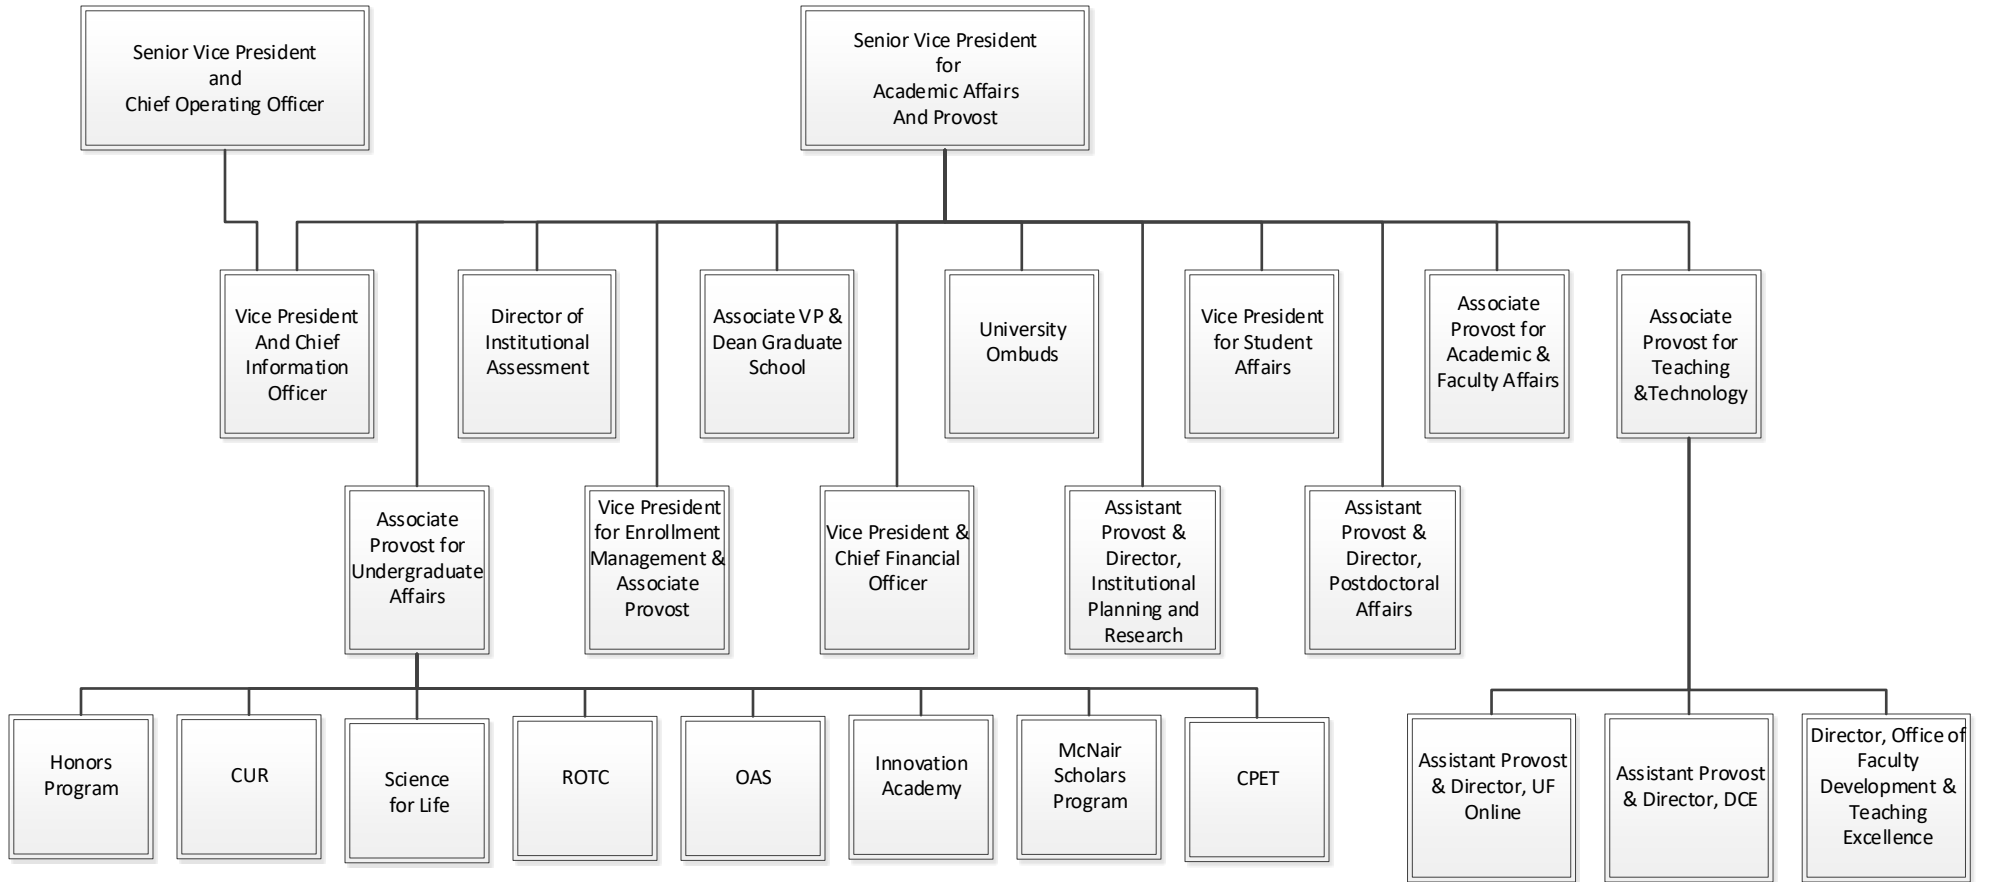 Senior Vice President
and
Chief Operating Officer
Senior Vice President
for
Academic Affairs
And Provost
Vice President
And Chief
Information
Officer
Director of
Institutional
Assessment
Associate VP &
Dean Graduate
School
University
Ombuds
Vice President
for Student
Affairs
Associate
Provost for
Academic &
Faculty Affairs
Associate
Provost for
Teaching
&Technology
Associate
Provost for
Undergraduate
Affairs
Vice President
for Enrollment
Management &
Associate
Provost
Vice President &
Chief Financial
Officer
Assistant
Provost &
Director,
Institutional
Planning and
Research
Assistant
Provost &
Director,
Postdoctoral
Affairs
Honors
Program
CUR
Science
for Life
ROTC
OAS
Innovation
Academy
McNair
Scholars
Program
CPET
Assistant Provost
& Director, UF
Online
Assistant Provost
& Director, DCE
Director, Office of
Faculty
Development &
Teaching
Excellence